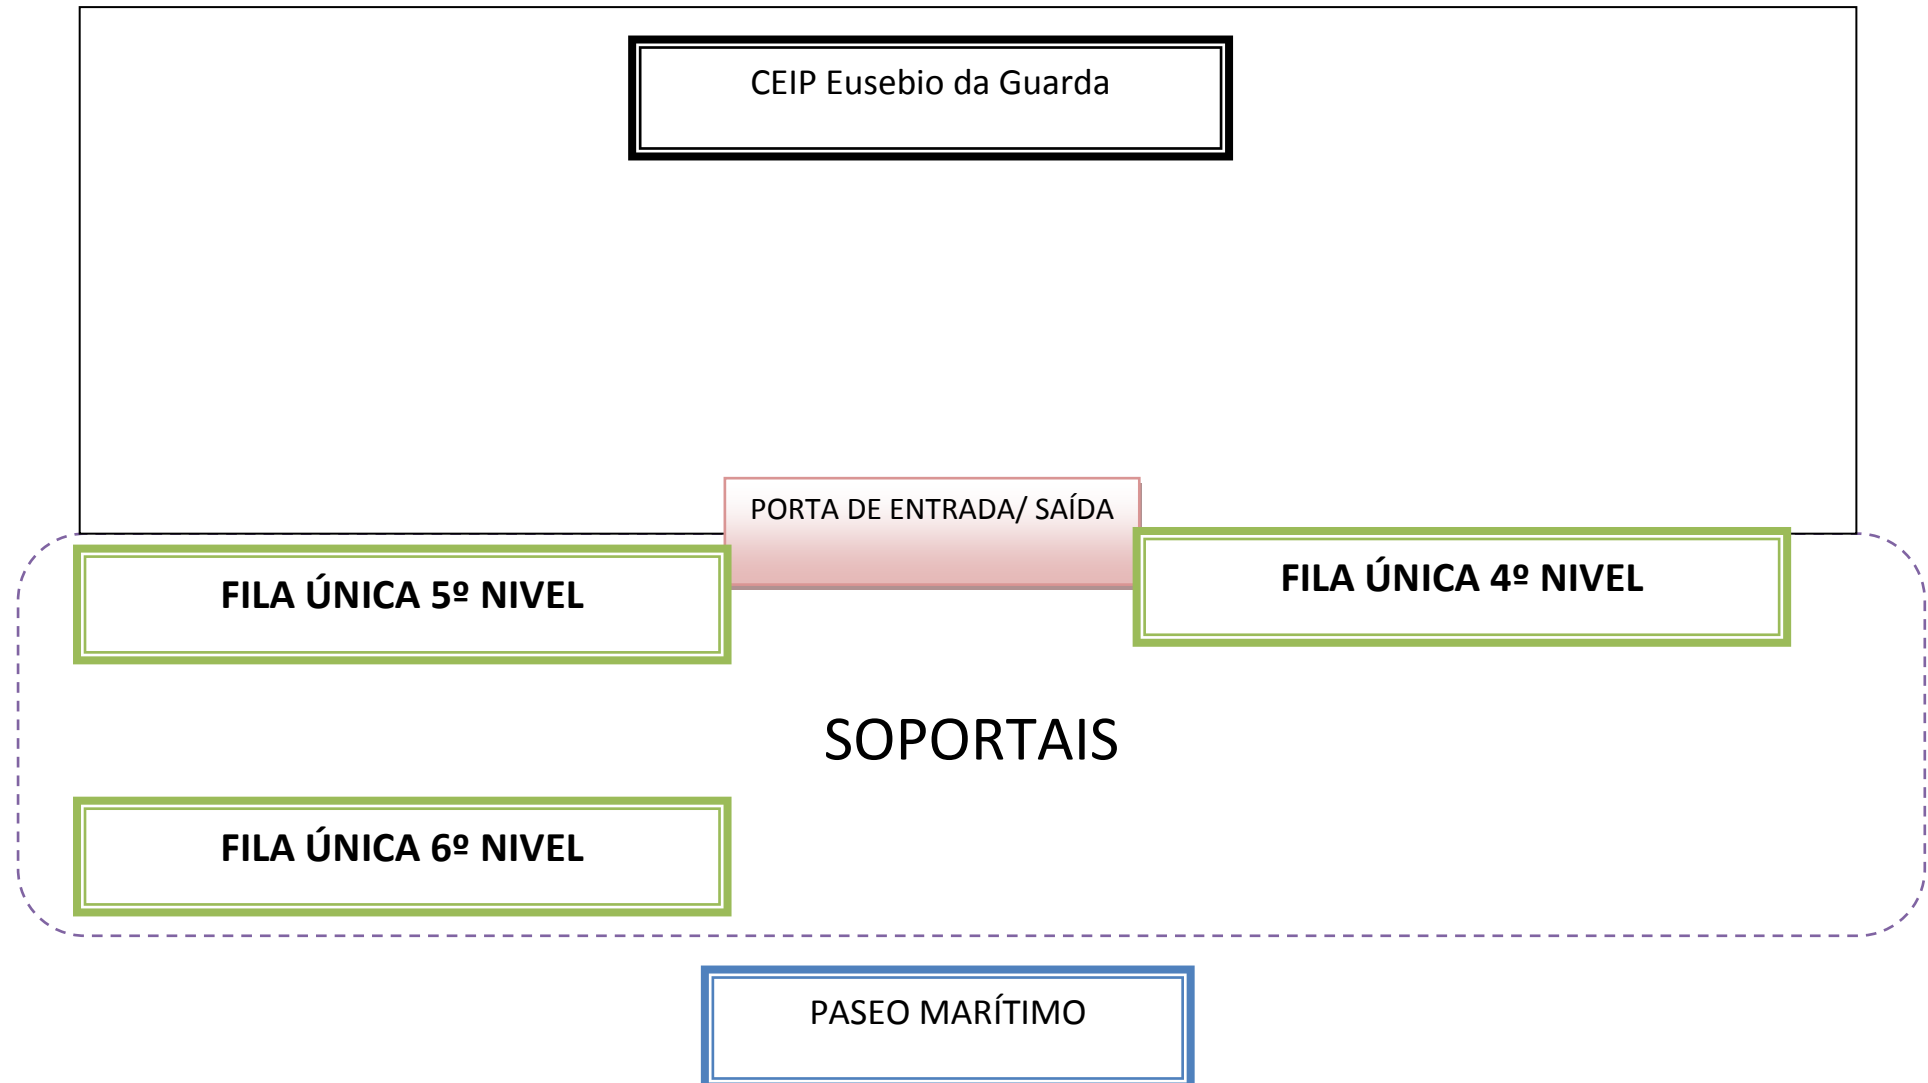 CEIP Eusebio da Guarda
PORTA DE ENTRADA/ SAÍDA
FILA ÚNICA 5º NIVEL
FILA ÚNICA 4º NIVEL
SOPORTAIS
FILA ÚNICA 6º NIVEL
PASEO MARÍTIMO